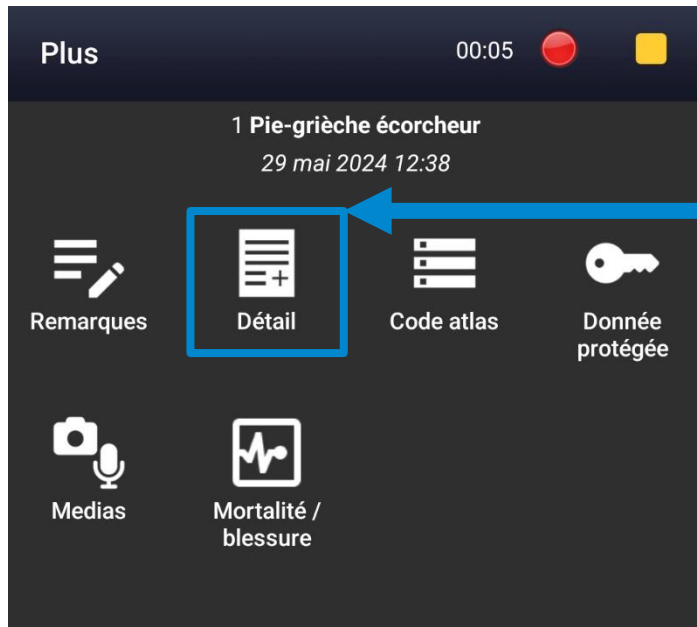 Plus 00:05
1 Pie-grièche écorcheur
29 mai 2024 12:38
Remarques Détail Code atlas Donnée protégée
Medias Mortalité / blessure